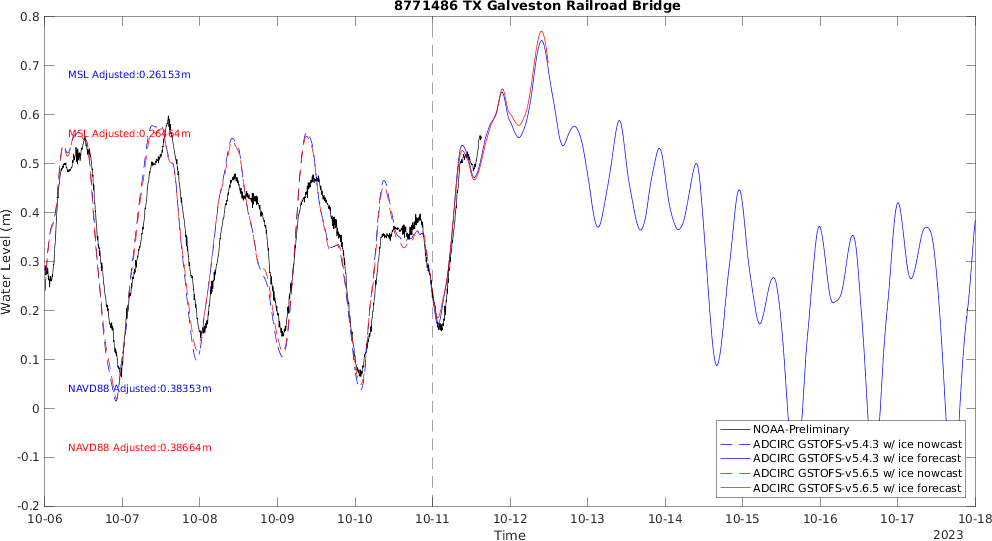 8771486 TX Galveston Railroad Bridge
0.8
0.7
0.6
0.5
0.4
0.3
0.2
0.1
0
-0.1
-0.2
Water Level (m)
MSL Adjusted:0.26153m
MSL Adjusted:0.26464m
NAVD88 Adjusted:0.38353m
NAVD88 Adjusted:0.38664m
NOAA-Preliminary
ADCIRC GSTOFS-v5.4.3 w/ ice nowcast
ADCIRC GSTOFS-v5.4.3 w/ ice forecast
ADCIRC GSTOFS-v5.6.5 w/ ice nowcast
ADCIRC GSTOFS-v5.6.5 w/ ice forecast
10-06 10-07 10-08 10-09 10-10 10-11 10-12 10-13 10-14 10-15 10-16 10-17 10-18
Time
2023